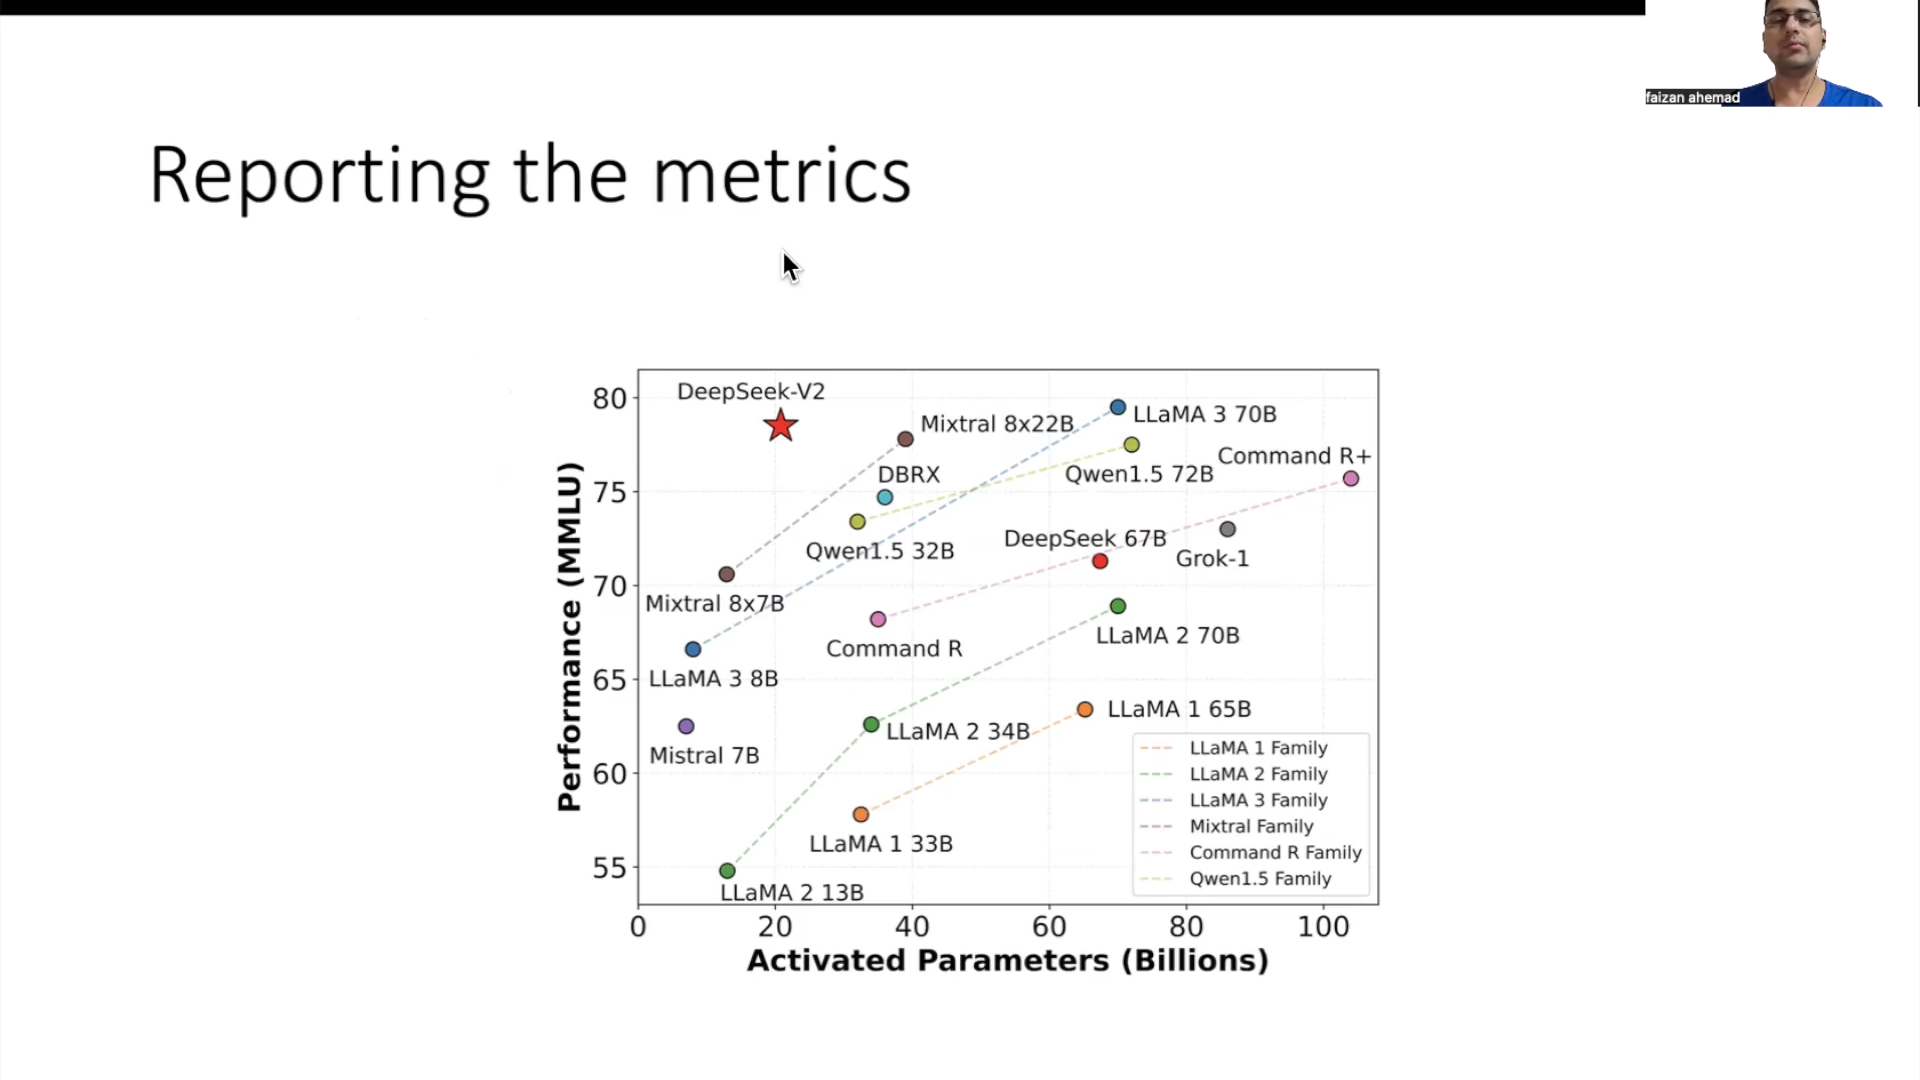 faizan ahemad
Reporting the metrics
Performance (MMLU)
80
75
70
65
60
55
DeepSeek-V2
Mixtral 8x22B
LLaMA 3 70B
Command R+
DBRX
Qwen1.5 72B
DeepSeek 67B
Qwen1.5 32B
Grok-1
Mixtral 8x7B
LLaMA 2 70B
Command R
LLaMA 3 8B
LLaMA 1 65B
LLaMA 2 34B
Mistral 7B
LLaMA 1 33B
LLaMA 2 13B
LLaMA 1 Family
LLaMA 2 Family
LLaMA 3 Family
Mixtral Family
Command R Family
Qwen1.5 Family
0 20 40 60 80 100
Activated Parameters (Billions)